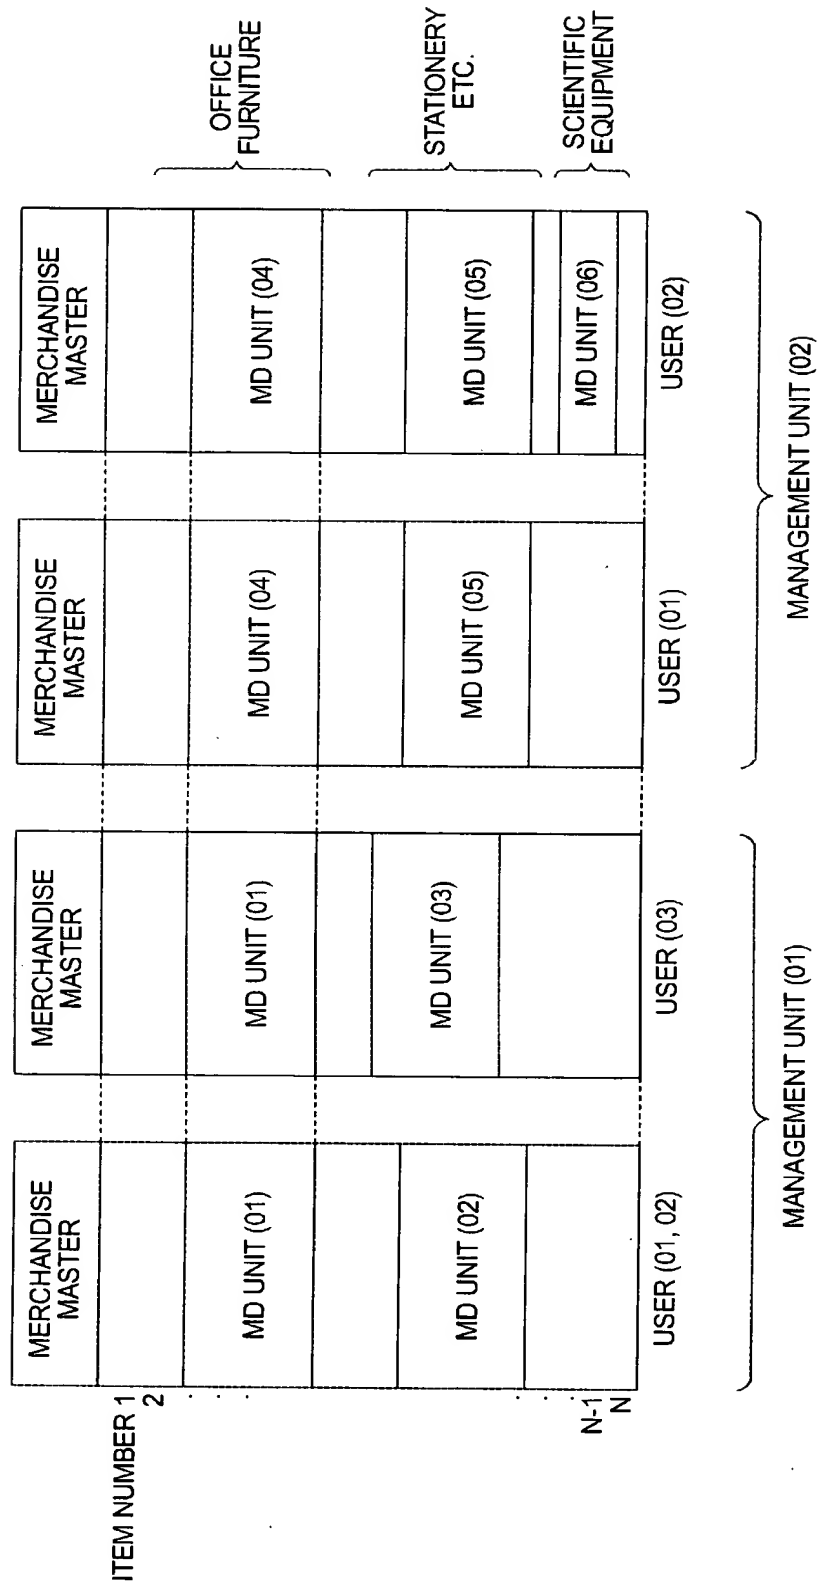 MERCHANDISE
MASTER
MERCHANDISE
MASTER
MERCHANDISE
MASTER
MERCHANDISE
MASTER
ITEM NUMBER 1
2
.
.
.
MD UNIT (01)
MD UNIT (01)
MD UNIT (04)
MD UNIT (04)
OFFICE
FURNITURE
MD UNIT (02)
MD UNIT (03)
MD UNIT (05)
MD UNIT (05)
STATIONERY
ETC.
.
.
.
N-1
N
MD UNIT (06)
SCIENTIFIC
EQUIPMENT
USER (01, 02)
USER (03)
USER (01)
USER (02)
MANAGEMENT UNIT (01)
MANAGEMENT UNIT (02)